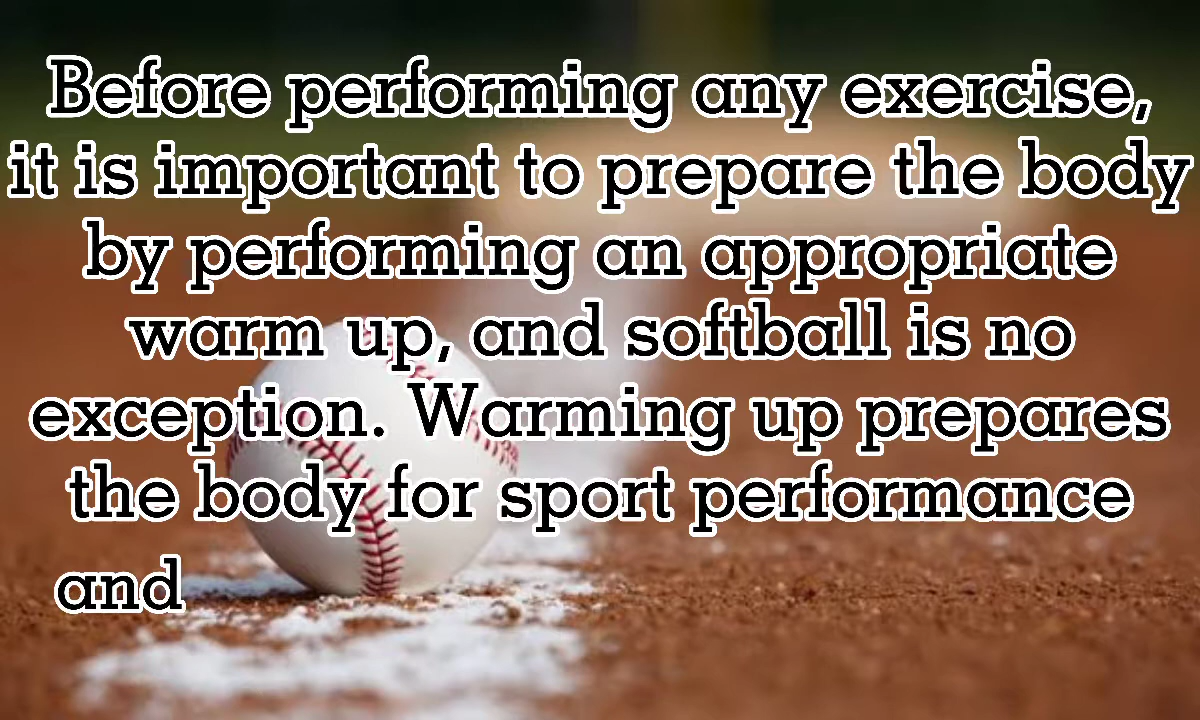 Before performing any exercise,
it is important to prepare the body
by performing an appropriate
warm up, and softball is no
exception. Warming up prepares
the body for sport performance
and